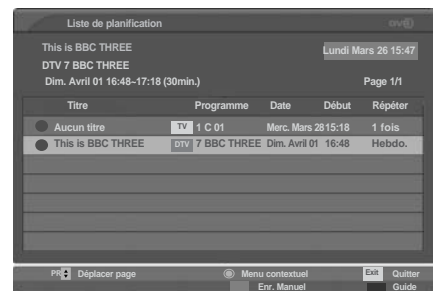 Liste de planification
This is BBC THREE
Lundi Mars 26 15:47
DTV 7 BBC THREE
Dim. Avril 01 16:48~17:18 (30min.)
Page 1/1
Titre Programme Date Début Répéter
Aucun titre TV 1 C 01 Merc. Mars 28 15:18 1 fois
This is BBC THREE DTV 7 BBC THREE Dim. Avril 01 16:48 Hebdo.
PR Déplacer page Menu contextuel Exit Quitter
Enr. Manuel Guide